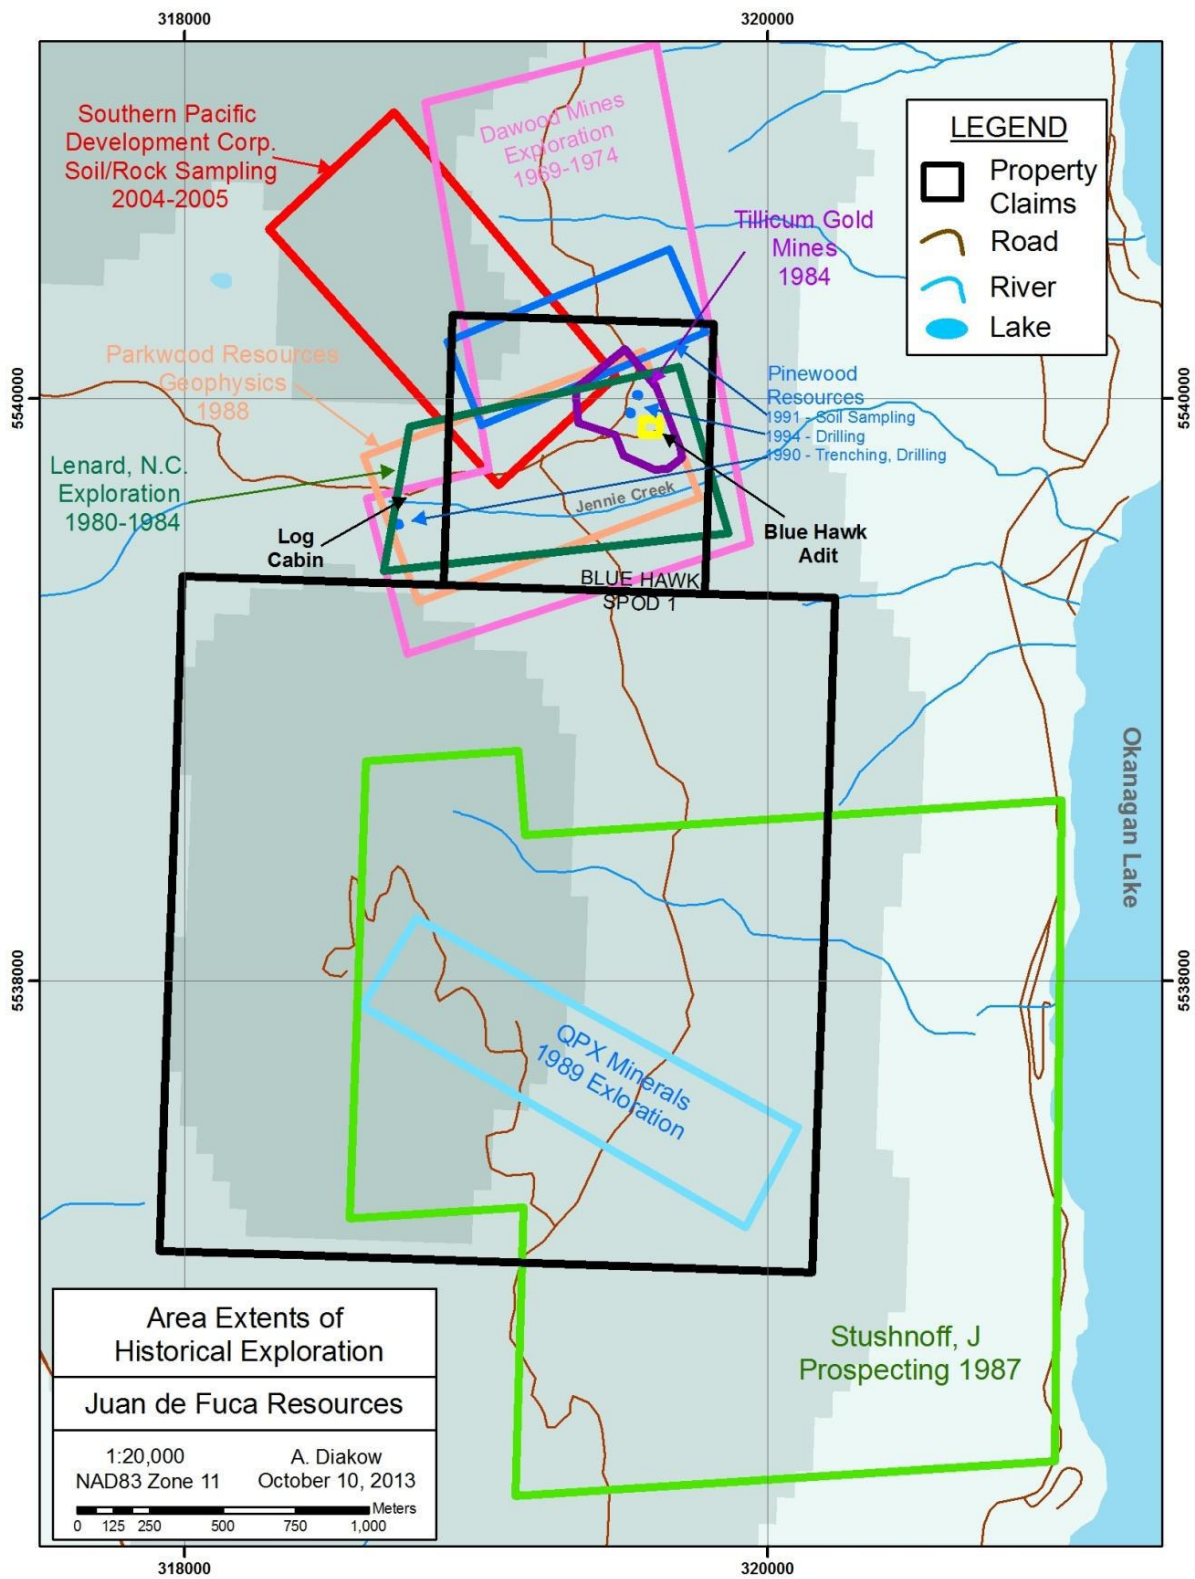 318000
320000
Southern Pacific
Development Corp.
Soil/Rock Sampling
2004-2005
Dawood Mines
Exploration
1969-1974
LEGEND
Property
Claims
Road
River
Lake
Tillicum Gold
Mines
1984
Parkwood Resources
Geophysics
1988
5540000
5540000
Pinewood
Resources
1991 - Soil Sampling
1994 - Drilling
1990 - Trenching, Drilling
Lenard, N.C.
Exploration
1980-1984
Jennie Creek
Log
Cabin
Blue Hawk
Adit
BLUE HAWK
SPOD 1
Okanagan Lake
5538000
5538000
QPX Minerals
1989 Exloration
Stushnoff, J
Prospecting 1987
Area Extents of
Historical Exploration
Juan de Fuca Resources
1:20,000
NAD83 Zone 11
A. Diakow
October 10, 2013
Meters
0 125 250 500 750 1,000
318000
320000